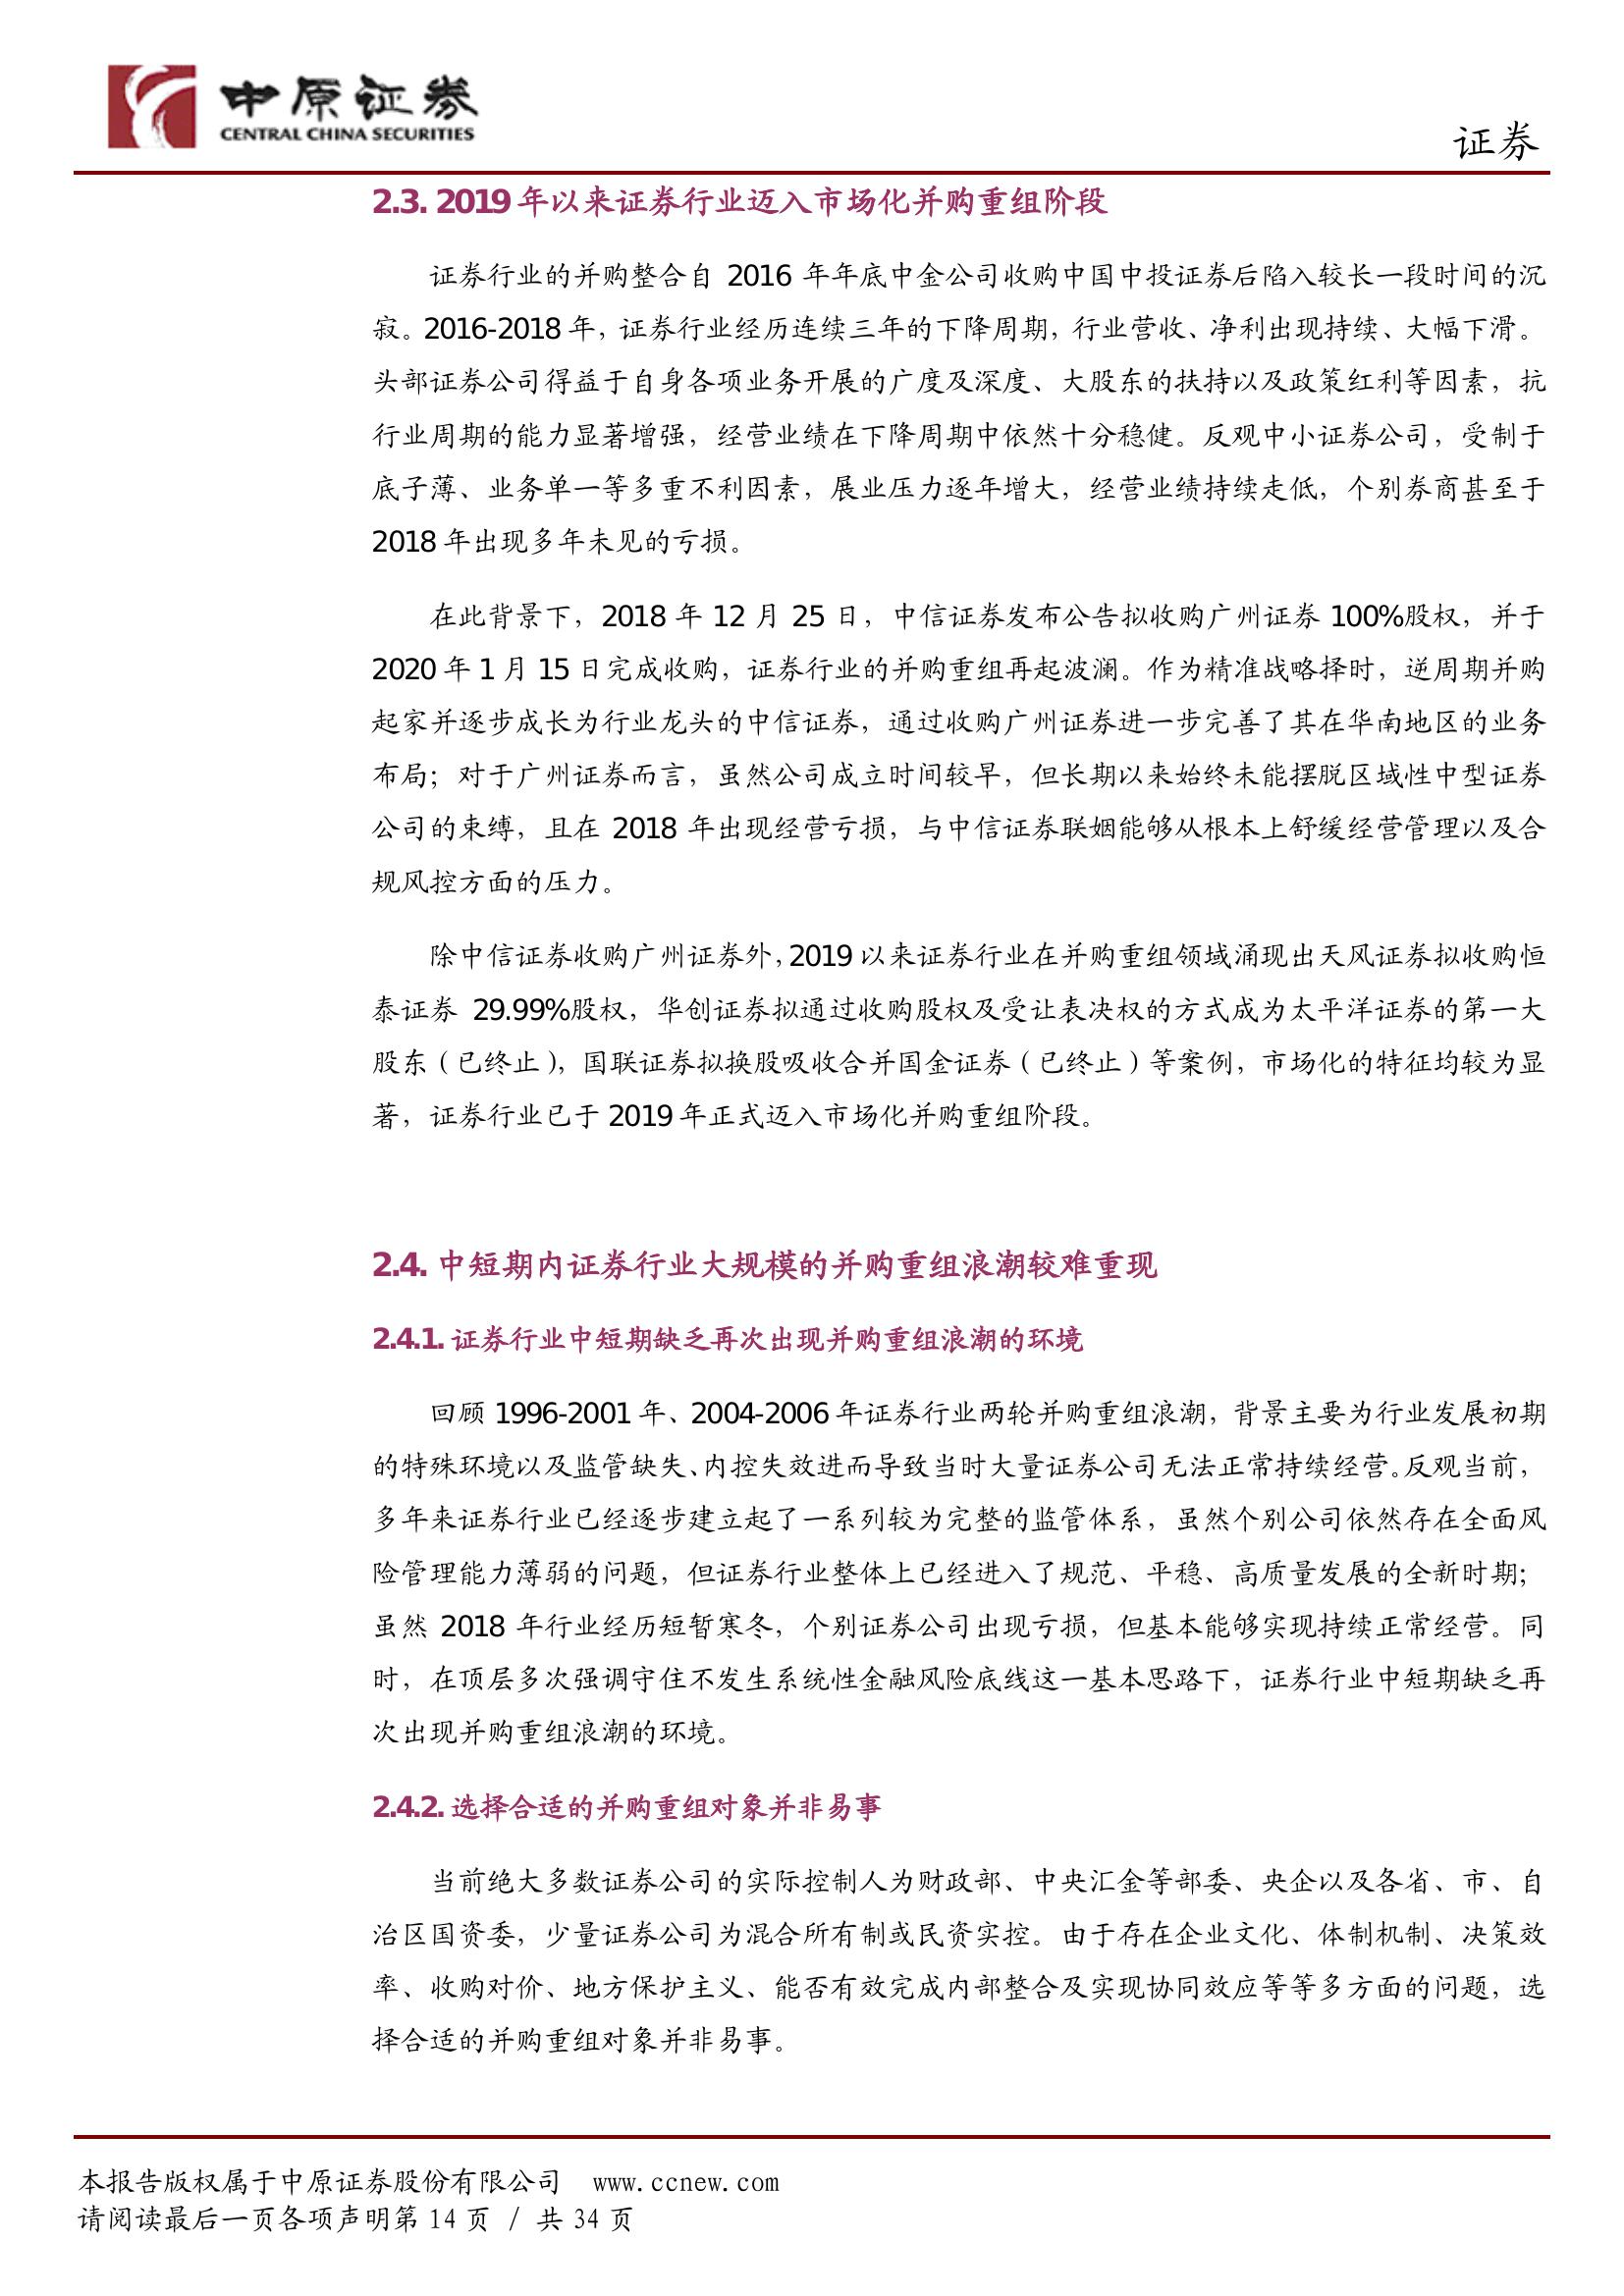 中原证券
CENTRAL CHINA SECURITIES
证券
2.3. 2019 年以来证券行业迈入市场化并购重组阶段
证券行业的并购整合自 2016 年年底中金公司收购中国中投证券后陷入较长一段时间的沉
寂。2016-2018 年，证券行业经历连续三年的下降周期，行业营收、净利出现持续、大幅下滑。
头部证券公司得益于自身各项业务开展的广度及深度、大股东的扶持以及政策红利等因素，抗
行业周期的能力显著增强，经营业绩在下降周期中依然十分稳健。反观中小证券公司，受制于
底子薄、业务单一等多重不利因素，展业压力逐年增大，经营业绩持续走低，个别券商甚至于
2018 年出现多年未见的亏损。
在此背景下，2018 年 12 月 25 日，中信证券发布公告拟收购广州证券 100%股权，并于
2020 年 1 月 15 日完成收购，证券行业的并购重组再起波澜。作为精准战略择时，逆周期并购
起家并逐步成长为行业龙头的中信证券，通过收购广州证券进一步完善了其在华南地区的业务
布局；对于广州证券而言，虽然公司成立时间较早，但长期以来始终未能摆脱区域性中型证券
公司的束缚，且在 2018 年出现经营亏损，与中信证券联姻能够从根本上舒缓经营管理以及合
规风控方面的压力。
除中信证券收购广州证券外，2019 以来证券行业在并购重组领域涌现出天风证券拟收购恒
泰证券 29.99%股权，华创证券拟通过收购股权及受让表决权的方式成为太平洋证券的第一大
股东（已终止），国联证券拟换股吸收合并国金证券（已终止）等案例，市场化的特征均较为显
著，证券行业已于 2019 年正式迈入市场化并购重组阶段。
2.4. 中短期内证券行业大规模的并购重组浪潮较难重现
2.4.1. 证券行业中短期缺乏再次出现并购重组浪潮的环境
回顾 1996-2001 年、2004-2006 年证券行业两轮并购重组浪潮，背景主要为行业发展初期
的特殊环境以及监管缺失、内控失效进而导致当时大量证券公司无法正常持续经营。反观当前，
多年来证券行业已经逐步建立起了一系列较为完整的监管体系，虽然个别公司依然存在全面风
险管理能力薄弱的问题，但证券行业整体上已经进入了规范、平稳、高质量发展的全新时期；
虽然 2018 年行业经历短暂寒冬，个别证券公司出现亏损，但基本能够实现持续正常经营。同
时，在顶层多次强调守住不发生系统性金融风险底线这一基本思路下，证券行业中短期缺乏再
次出现并购重组浪潮的环境。
2.4.2. 选择合适的并购重组对象并非易事
当前绝大多数证券公司的实际控制人为财政部、中央汇金等部委、央企以及各省、市、自
治区国资委，少量证券公司为混合所有制或民资实控。由于存在企业文化、体制机制、决策效
率、收购对价、地方保护主义、能否有效完成内部整合及实现协同效应等等多方面的问题，选
择合适的并购重组对象并非易事。
本报告版权属于中原证券股份有限公司 www.ccnew.com
请阅读最后一页各项声明第 14 页 / 共 34 页